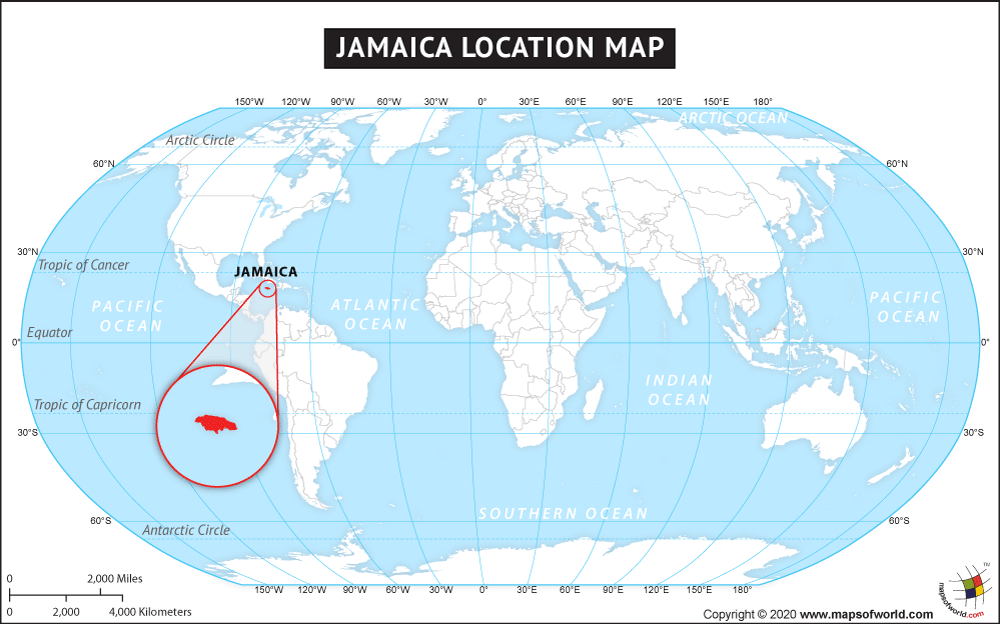 JAMAICA LOCATION MAP
150°W 120°W 90°W 60°W 30°W 0° 30°E 60°E 90°E 120°E 150°E 180°
ARCTIC OCEAN
Arctic Circle
60°N 60°N
30°N 30°N
Tropic of Cancer
JAMAICA
PACIFIC
OCEAN
ATLANTIC
OCEAN
PACIFIC
OCEAN
Equator
0° 0°
INDIAN
OCEAN
Tropic of Capricorn
30°S 30°S
SOUTHERN OCEAN
60°S 60°S
Antarctic Circle
150°W 120°W 90°W 60°W 30°W 0° 30°E 60°E 90°E 120°E 150°E 180°
0 2,000 Miles
0 2,000 4,000 Kilometers
Copyright © 2020 www.mapsofworld.com
TM
mapsofworld.com